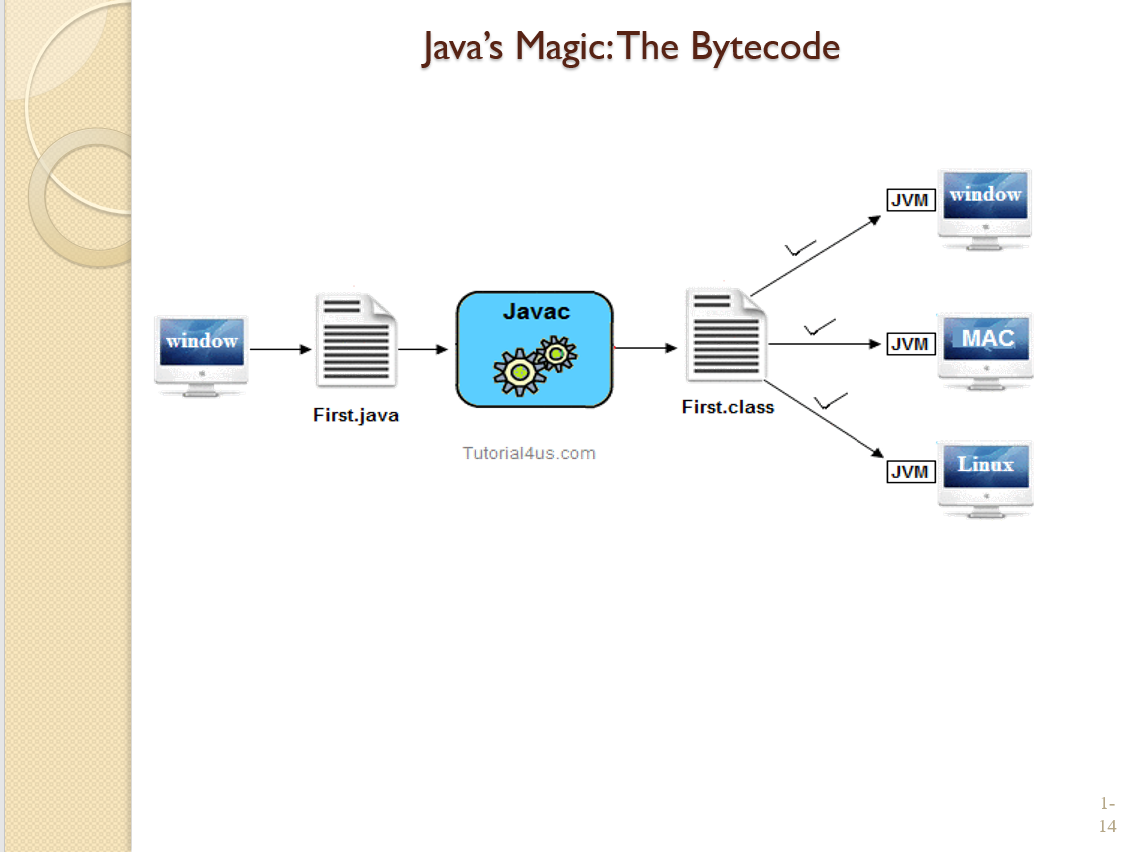 Java's Magic: The Bytecode
JVM
window
window
Javac
JVM
MAC
First.java
First.class
Tutorial4us.com
JVM
Linux
1-
14